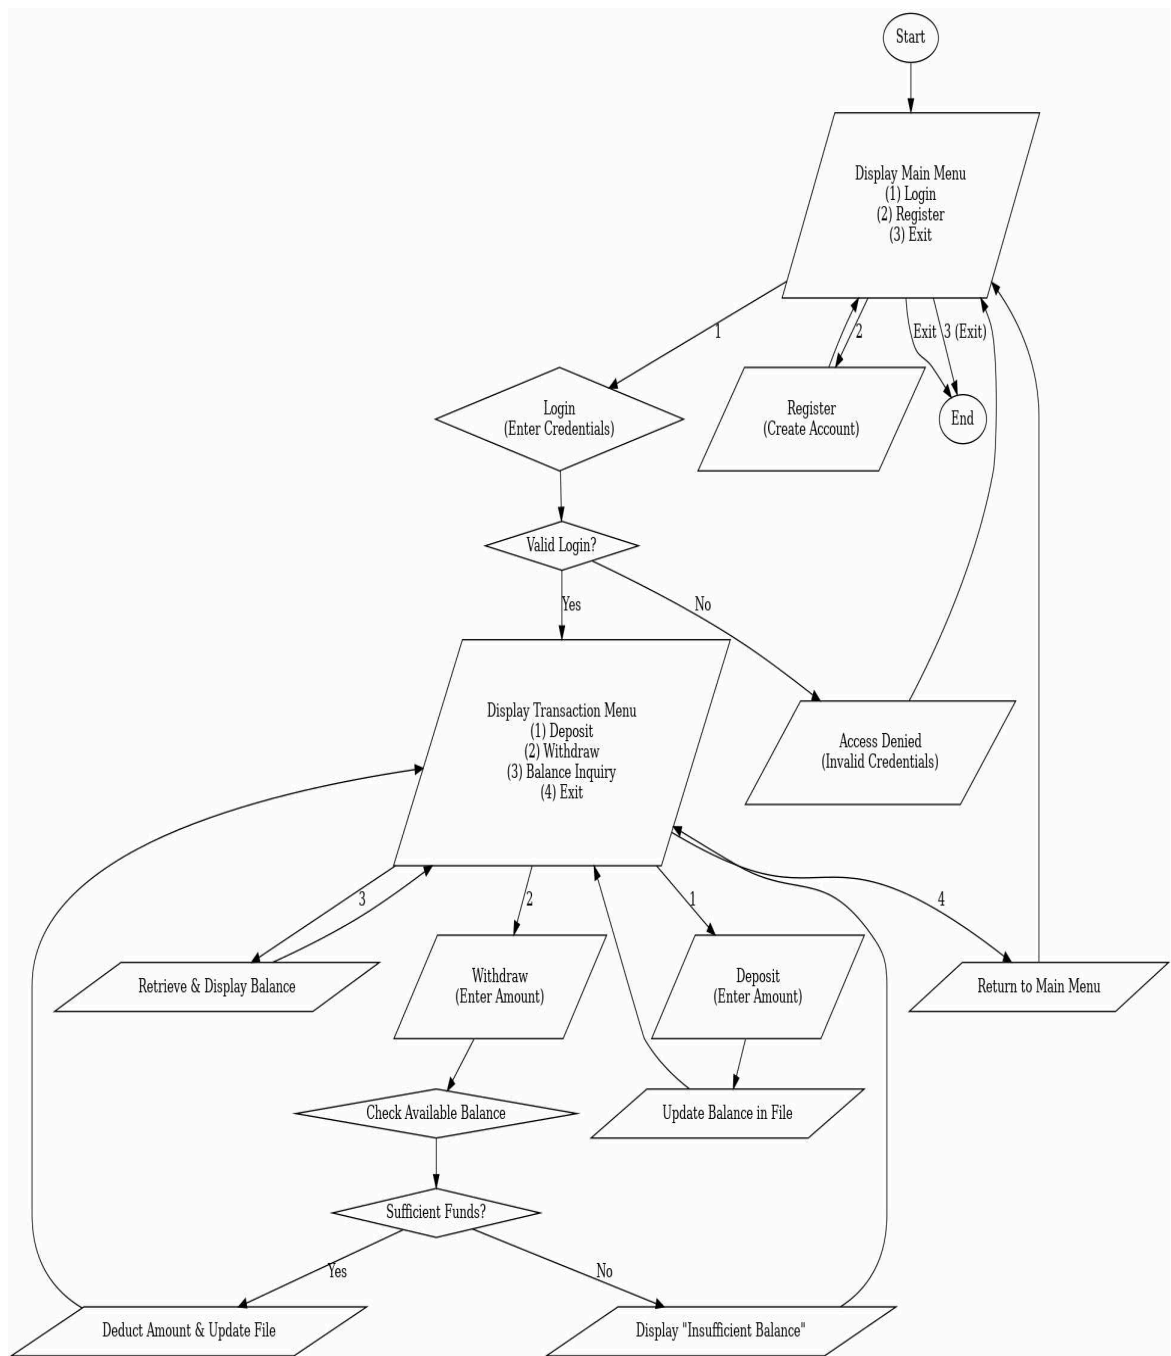 Start
Display Main Menu
(1) Login
(2) Register
(3) Exit
1
2
Exit
3 (Exit)
Login
(Enter Credentials)
Register
(Create Account)
End
Valid Login?
Yes
No
Display Transaction Menu
(1) Deposit
(2) Withdraw
(3) Balance Inquiry
(4) Exit
Access Denied
(Invalid Credentials)
3
2
1
4
Retrieve & Display Balance
Withdraw
(Enter Amount)
Deposit
(Enter Amount)
Return to Main Menu
Check Available Balance
Update Balance in File
Sufficient Funds?
Yes
No
Deduct Amount & Update File
Display "Insufficient Balance"